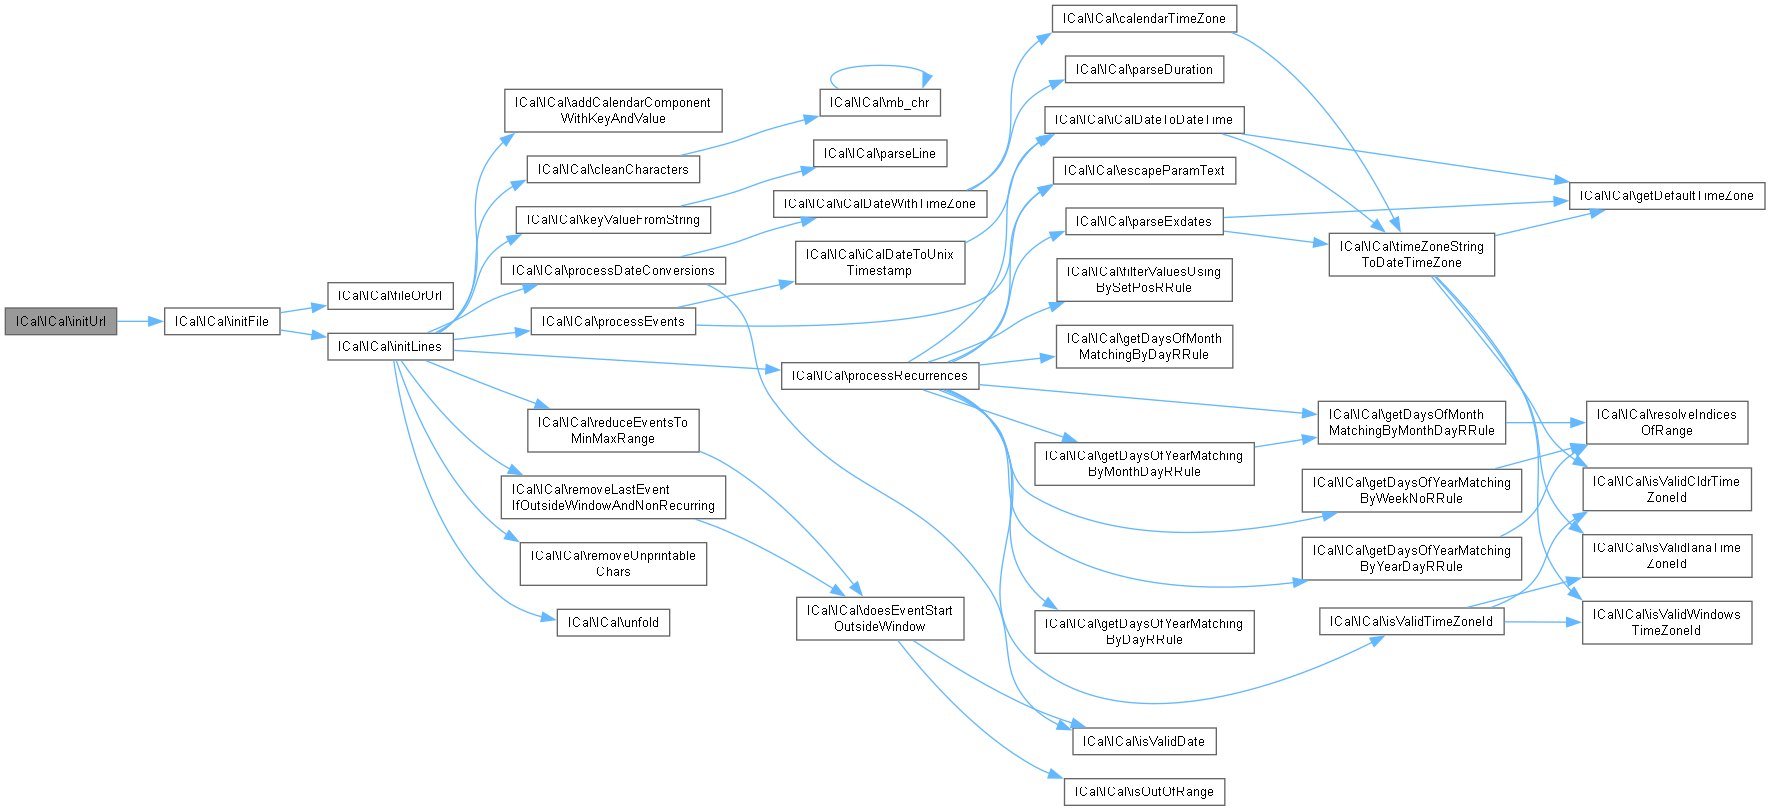 ICal\ICal\initUrl
ICal\ICal\initFile
ICal\ICal\fileOrUrl
ICal\ICal\initLines
ICal\ICal\addCalendarComponent
WithKeyAndValue
ICal\ICal\cleanCharacters
ICal\ICal\keyValueFromString
ICal\ICal\processDateConversions
ICal\ICal\processEvents
ICal\ICal\reduceEventsTo
MinMaxRange
ICal\ICal\removeLastEvent
IfOutsideWindowAndNonRecurring
ICal\ICal\removeUnprintable
Chars
ICal\ICal\unfold
ICal\ICal\mb_chr
ICal\ICal\parseLine
ICal\ICal\iCalDateWithTimeZone
ICal\ICal\iCalDateToUnix
Timestamp
ICal\ICal\processRecurrences
ICal\ICal\doesEventStart
OutsideWindow
ICal\ICal\calendarTimeZone
ICal\ICal\parseDuration
ICal\ICal\iCalDateToDateTime
ICal\ICal\escapeParamText
ICal\ICal\parseExdates
ICal\ICal\filterValuesUsing
BySetPosRRule
ICal\ICal\getDaysOfMonth
MatchingByDayRRule
ICal\ICal\getDaysOfYearMatching
ByMonthDayRRule
ICal\ICal\getDaysOfYearMatching
ByDayRRule
ICal\ICal\isValidDate
ICal\ICal\isOutOfRange
ICal\ICal\timeZoneString
ToDateTimeZone
ICal\ICal\getDaysOfMonth
MatchingByMonthDayRRule
ICal\ICal\getDaysOfYearMatching
ByWeekNoRRule
ICal\ICal\getDaysOfYearMatching
ByYearDayRRule
ICal\ICal\isValidTimeZoneId
ICal\ICal\getDefaultTimeZone
ICal\ICal\resolveIndices
OfRange
ICal\ICal\isValidCldrTime
ZoneId
ICal\ICal\isValidIanaTime
ZoneId
ICal\ICal\isValidWindows
TimeZoneId